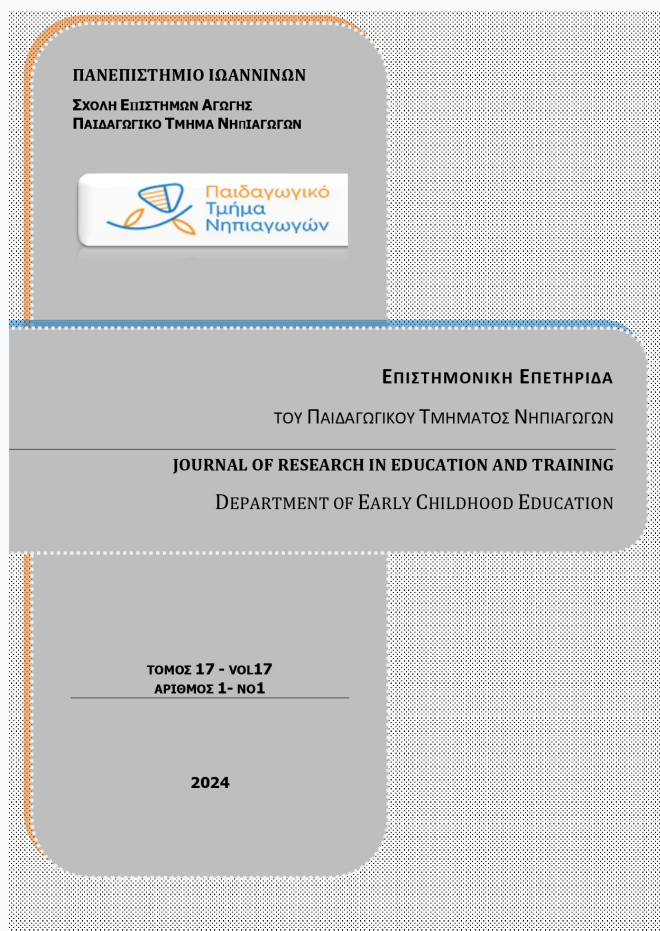 ΠΑΝΕΠΙΣΤΗΜΙΟ ΙΩΑΝΝΙΝΩΝ
ΣΧΟΛΗ ΕΠΙΣΤΗΜΩΝ ΑΓΩΓΗΣ
ΠΑΙΔΑΓΩΓΙΚΟ ΤΜΗΜΑ ΝΗΠΙΑΓΩΓΩΝ
Παιδαγωγικό
Τμήμα
Νηπιαγωγών
ΕΠΙΣΤΗΜΟΝΙΚΗ ΕΠΕΤΗΡΙΔΑ
ΤΟΥ ΠΑΙΔΑΓΩΓΙΚΟΥ ΤΜΗΜΑΤΟΣ ΝΗΠΙΑΓΩΓΩΝ
JOURNAL OF RESEARCH IN EDUCATION AND TRAINING
DEPARTMENT OF EARLY CHILDHOOD EDUCATION
ΤΟΜΟΣ 17 - VOL17
ΑΡΙΘΜΟΣ 1- NO1
2024